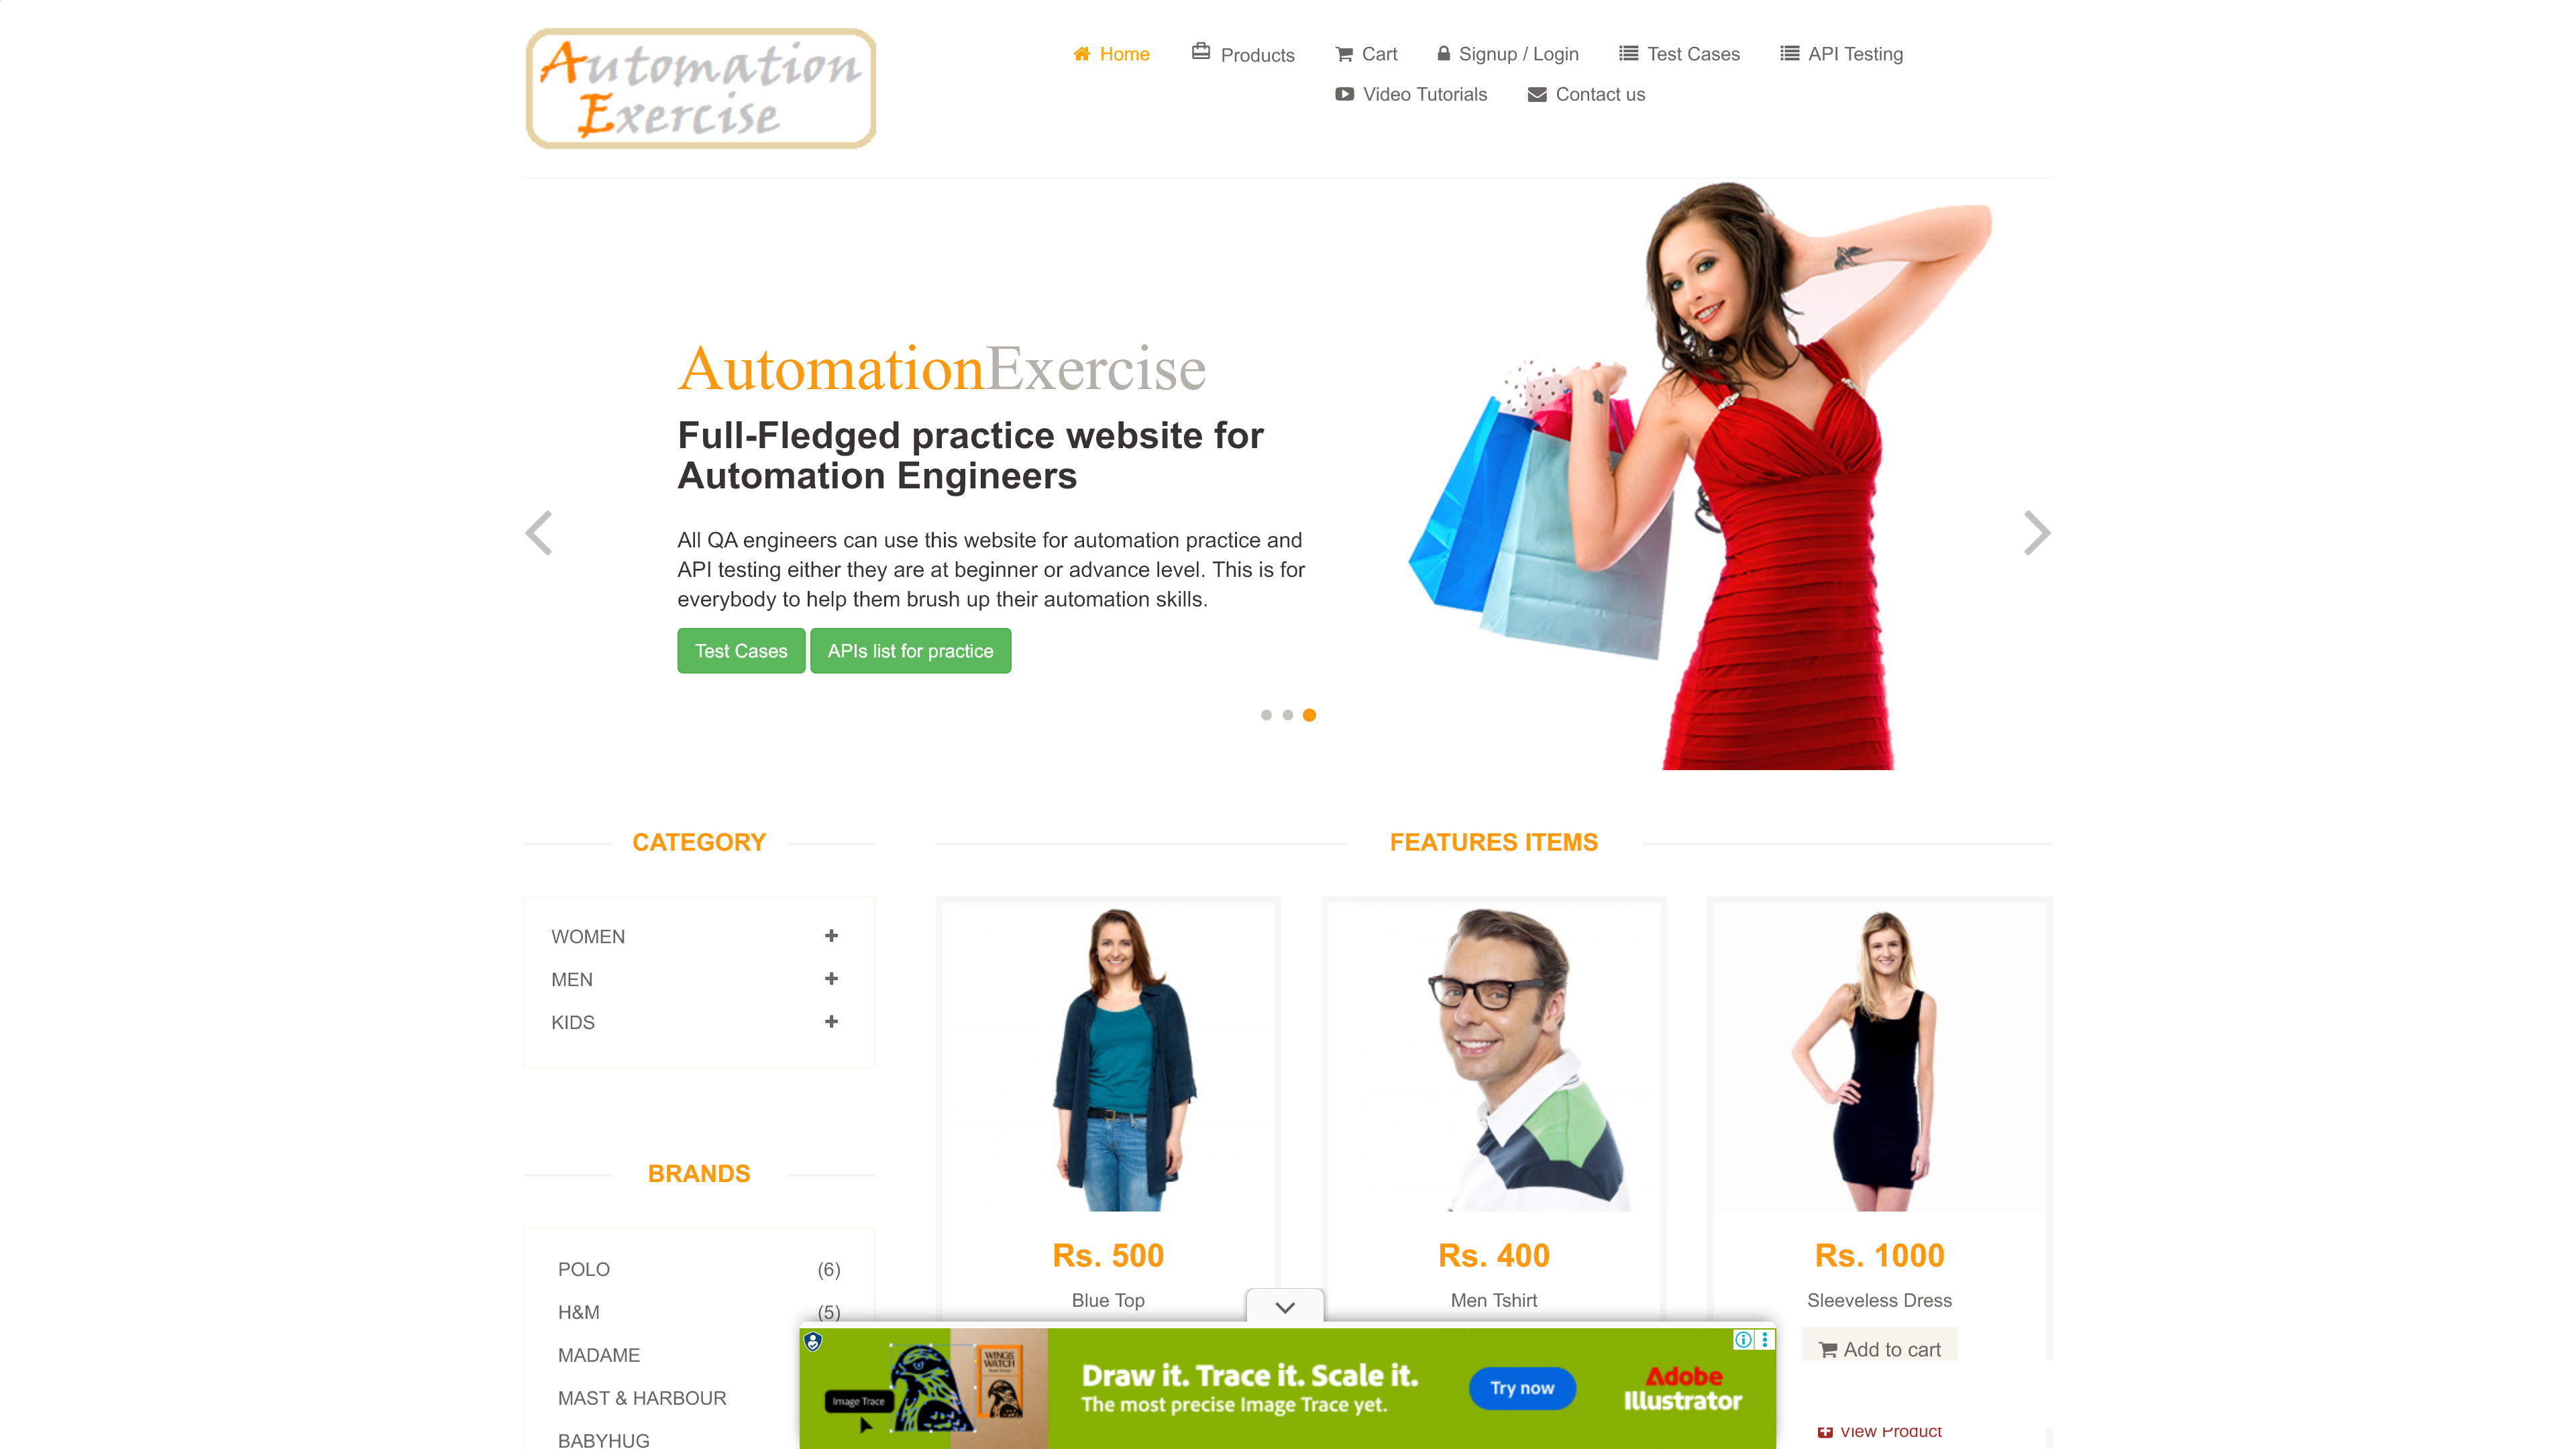 Automation
Exercise
Home
Products
Cart
Signup / Login
Test Cases
API Testing
Video Tutorials
Contact us
AutomationExercise
Full-Fledged practice website for
Automation Engineers
All QA engineers can use this website for automation practice and
API testing either they are at beginner or advance level. This is for
everybody to help them brush up their automation skills.
Test Cases
APIs list for practice
CATEGORY
WOMEN
MEN
KIDS
BRANDS
POLO (6)
H&M (5)
MADAME
MAST & HARBOUR
BABYHUG
FEATURES ITEMS
Rs. 500
Blue Top
Rs. 400
Men Tshirt
Rs. 1000
Sleeveless Dress
Add to cart
View Product
Image Trace
WINGS
WATCH
Draw it. Trace it. Scale it.
The most precise Image Trace yet.
Try now
Adobe
Illustrator